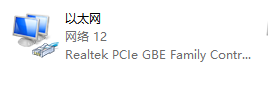 以太网
网络 12
Realtek PCIe GBE Family Contr...